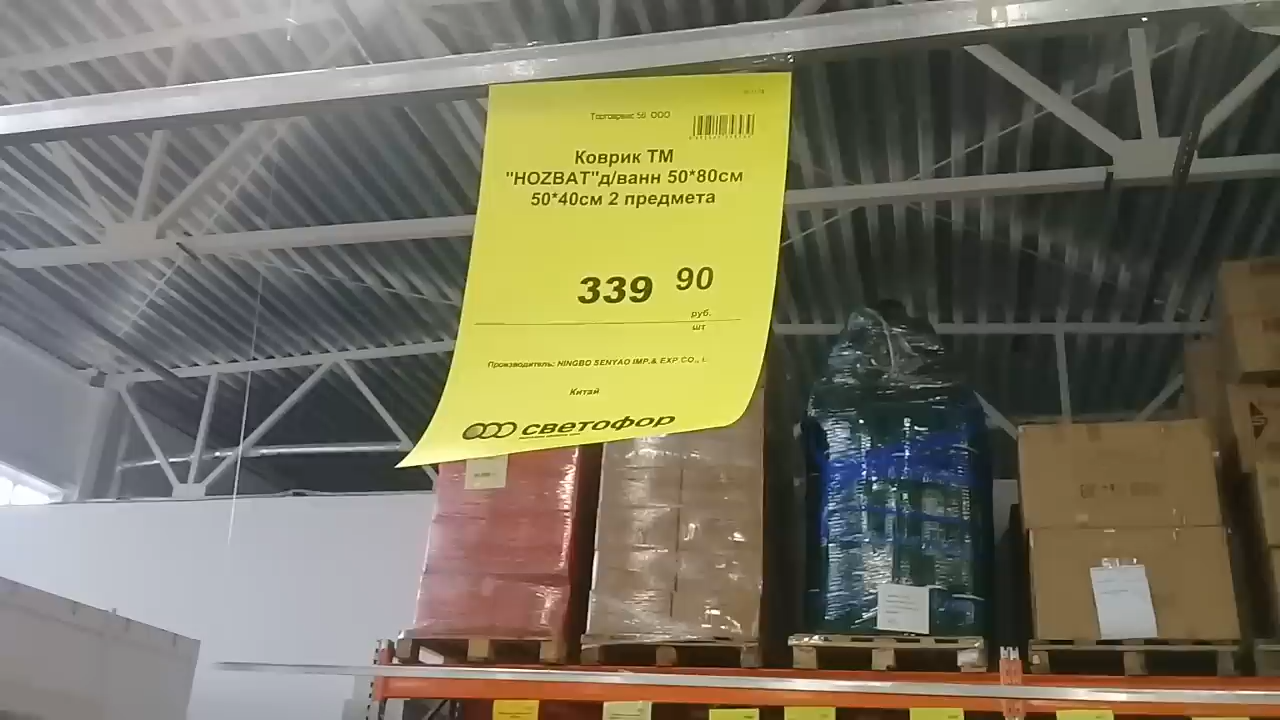 Торгсервис 56 ООО
Коврик ТМ
"HOZBAT"д/ванн 50*80см
50*40см 2 предмета
339 90
руб.
шт
Производитель: NINGBO SENYAO IMP.& EXP CO.,
Китай
светофор